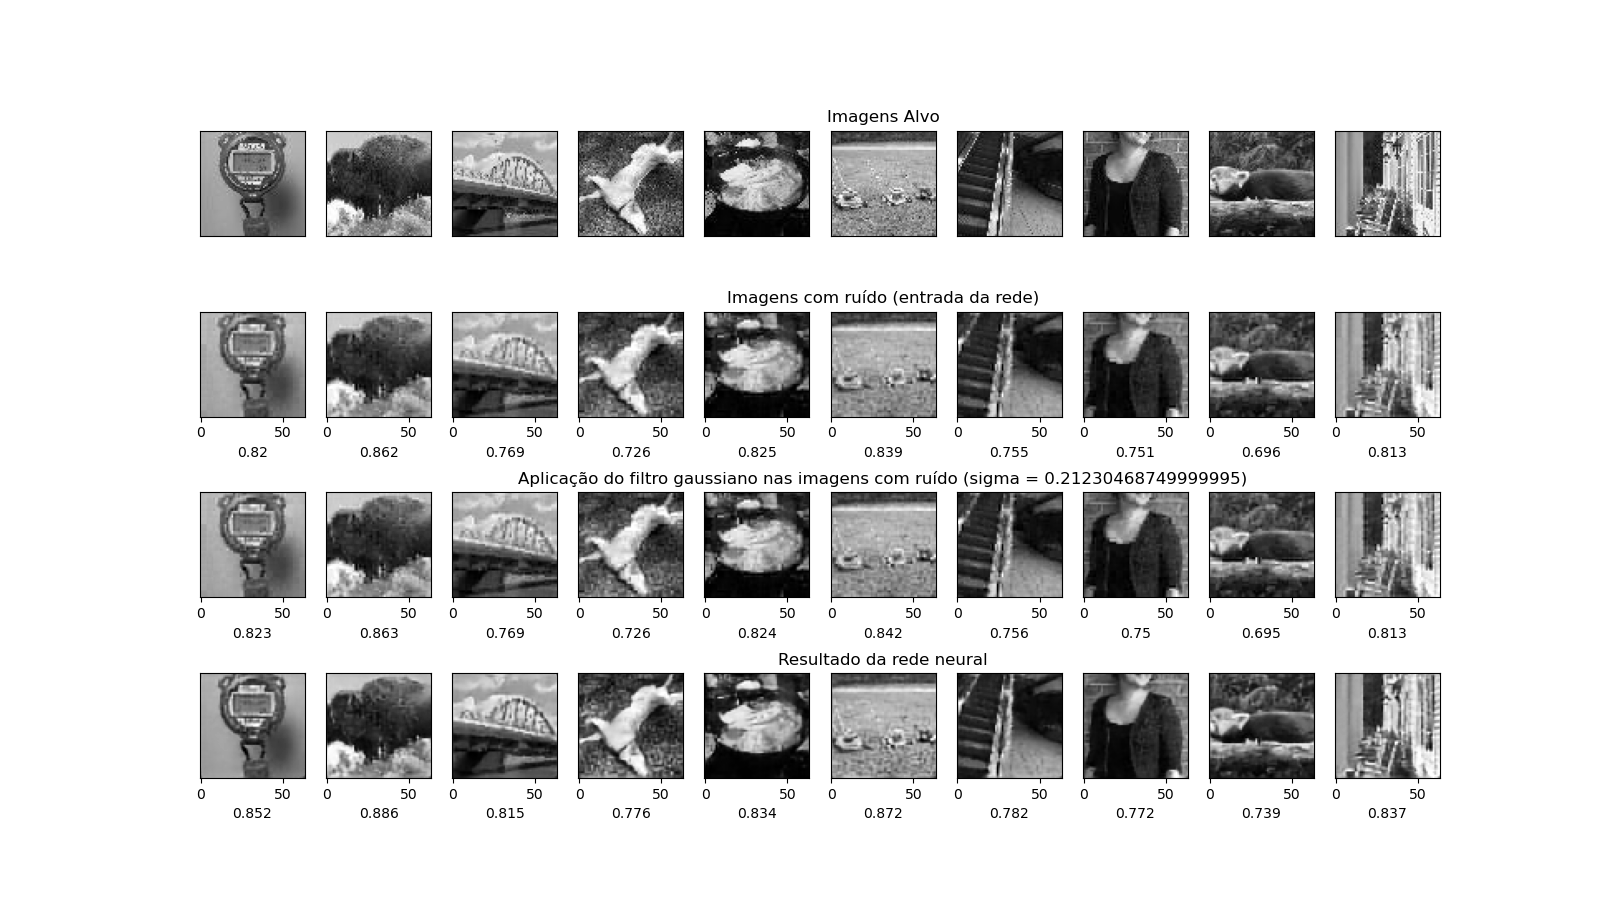 Imagens Alvo
Imagens com ruído (entrada da rede)
0 50 0 50 0 50 0 50 0 50 0 50 0 50 0 50 0 50 0 50
0.82 0.862 0.769 0.726 0.825 0.839 0.755 0.751 0.696 0.813
Aplicação do filtro gaussiano nas imagens com ruído (sigma = 0.21230468749999995)
0 50 0 50 0 50 0 50 0 50 0 50 0 50 0 50 0 50 0 50
0.823 0.863 0.769 0.726 0.824 0.842 0.756 0.75 0.695 0.813
Resultado da rede neural
0 50 0 50 0 50 0 50 0 50 0 50 0 50 0 50 0 50 0 50
0.852 0.886 0.815 0.776 0.834 0.872 0.782 0.772 0.739 0.837